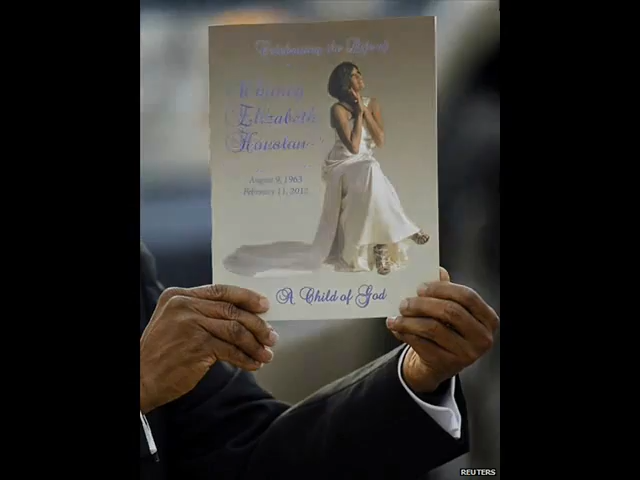 Celebrating the Life of
Whitney
Elizabeth
Houston
August 9, 1963
February 11, 2012
A Child of God
REUTERS